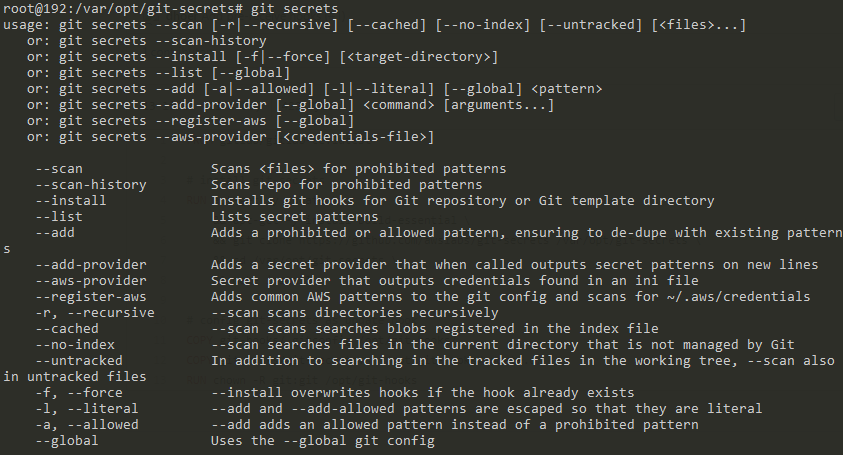 root@192:/var/opt/git-secrets# git secrets
usage: git secrets --scan [-r|--recursive] [--cached] [--no-index] [--untracked] [<files>...]
   or: git secrets --scan-history
   or: git secrets --install [-f|--force] [<target-directory>]
   or: git secrets --list [--global]
   or: git secrets --add [-a|--allowed] [-l|--literal] [--global] <pattern>
   or: git secrets --add-provider [--global] <command> [arguments...]
   or: git secrets --register-aws [--global]
   or: git secrets --aws-provider [<credentials-file>]

    --scan                Scans <files> for prohibited patterns
    --scan-history        Scans repo for prohibited patterns
    --install             Installs git hooks for Git repository or Git template directory
    --list                Lists secret patterns
    --add                 Adds a prohibited or allowed pattern, ensuring to de-dupe with existing pattern
s
    --add-provider        Adds a secret provider that when called outputs secret patterns on new lines
    --aws-provider        Secret provider that outputs credentials found in an ini file
    --register-aws        Adds common AWS patterns to the git config and scans for ~/.aws/credentials
    -r, --recursive       --scan scans directories recursively
    --cached              --scan scans searches blobs registered in the index file
    --no-index            --scan searches files in the current directory that is not managed by Git
    --untracked           In addition to searching in the tracked files in the working tree, --scan also
in untracked files
    -f, --force           --install overwrites hooks if the hook already exists
    -l, --literal         --add and --add-allowed patterns are escaped so that they are literal
    -a, --allowed         --add adds an allowed pattern instead of a prohibited pattern
    --global              Uses the --global git config